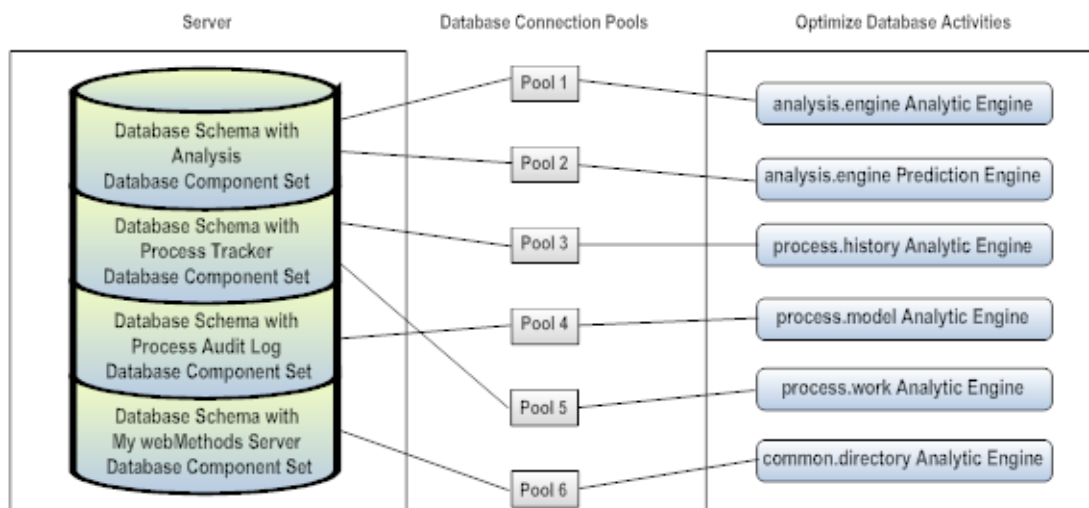 Server
Database Connection Pools
Optimize Database Activities
Database Schema with
Analysis
Database Component Set
Database Schema with
Process Tracker
Database Component Set
Database Schema with
Process Audit Log
Database Component Set
Database Schema with
My webMethods Server
Database Component Set
Pool 1
Pool 2
Pool 3
Pool 4
Pool 5
Pool 6
analysis.engine Analytic Engine
analysis.engine Prediction Engine
process.history Analytic Engine
process.model Analytic Engine
process.work Analytic Engine
common.directory Analytic Engine